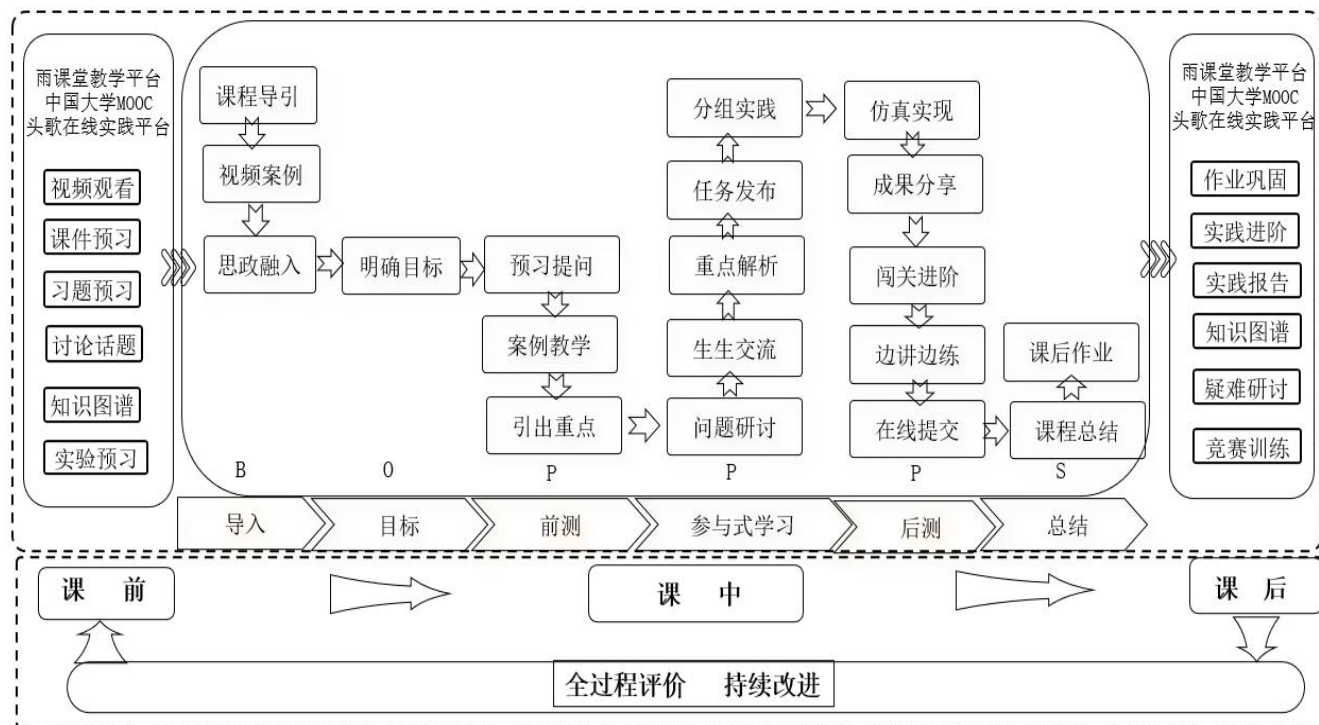 雨课堂教学平台
中国大学MOOC
头歌在线实践平台
视频观看
课件预习
习题预习
讨论话题
知识图谱
实验预习
课程导引
视频案例
思政融入
明确目标
预习提问
案例教学
引出重点
分组实践
任务发布
重点解析
生生交流
问题研讨
仿真实现
成果分享
闯关进阶
边讲边练
在线提交
课后作业
课程总结
B
O
P
P
P
S
导入
目标
前测
参与式学习
后测
总结
雨课堂教学平台
中国大学MOOC
头歌在线实践平台
作业巩固
实践进阶
实践报告
知识图谱
疑难研讨
竞赛训练
课 前
课 中
课 后
全过程评价 持续改进